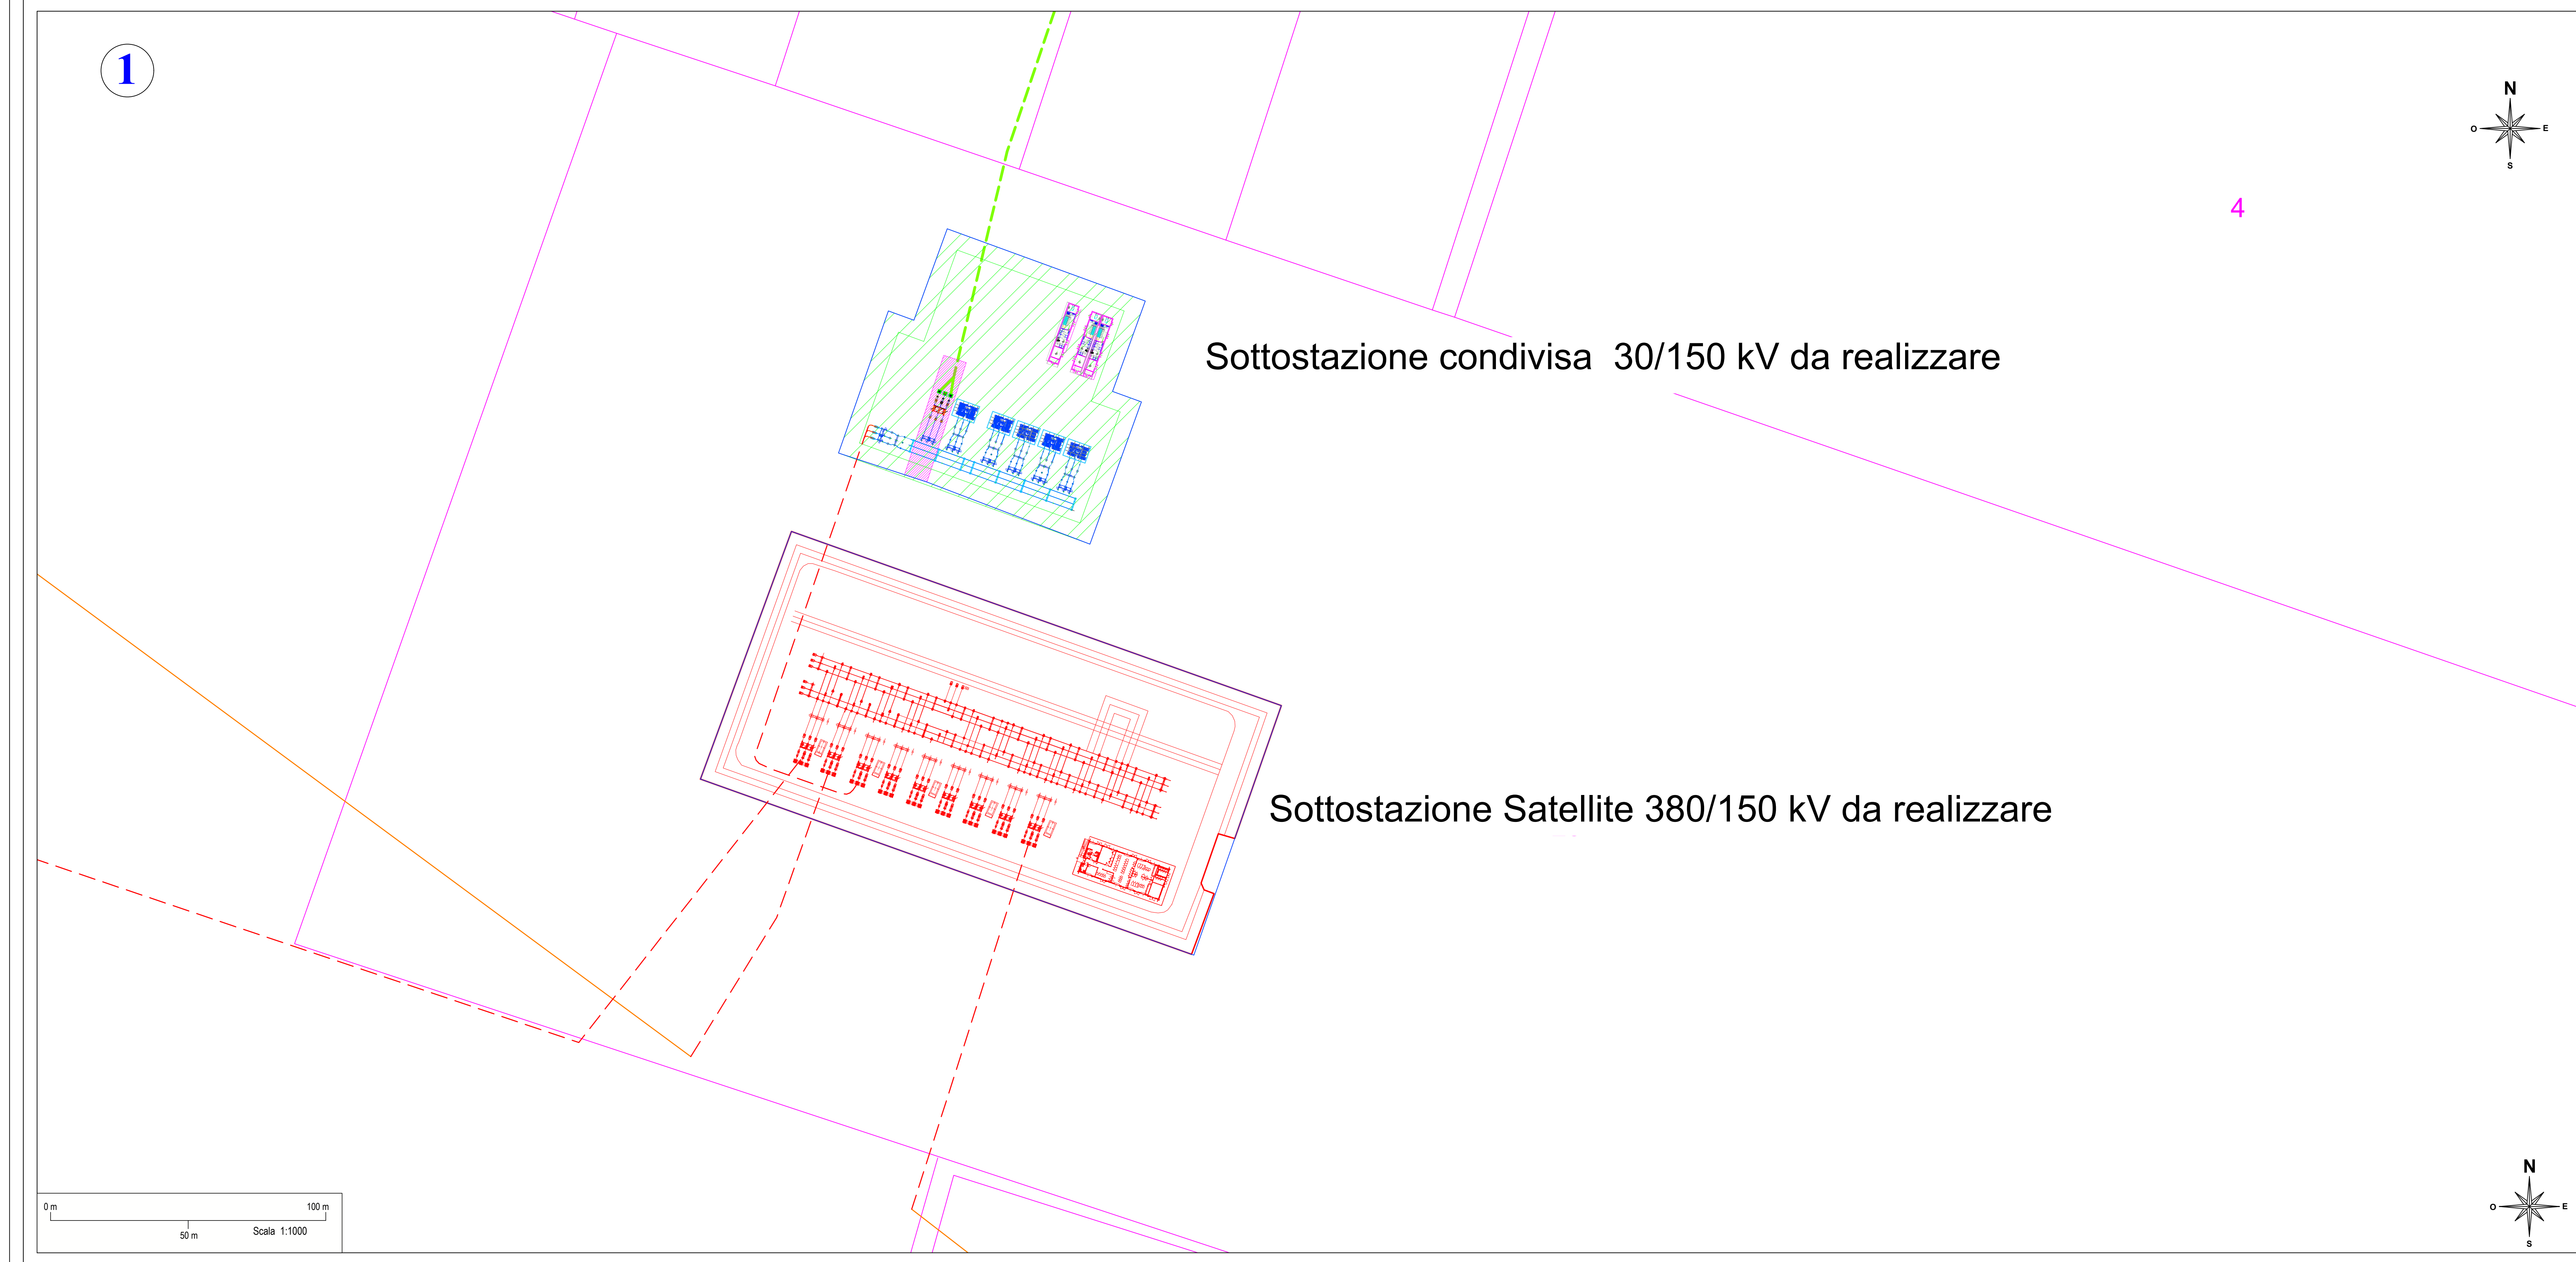 1
N
O E
S
4
Sottostazione condivisa 30/150 kV da realizzare
Sottostazione Satellite 380/150 kV da realizzare
0 m 100 m
50 m
Scala 1:1000
N
O E
S